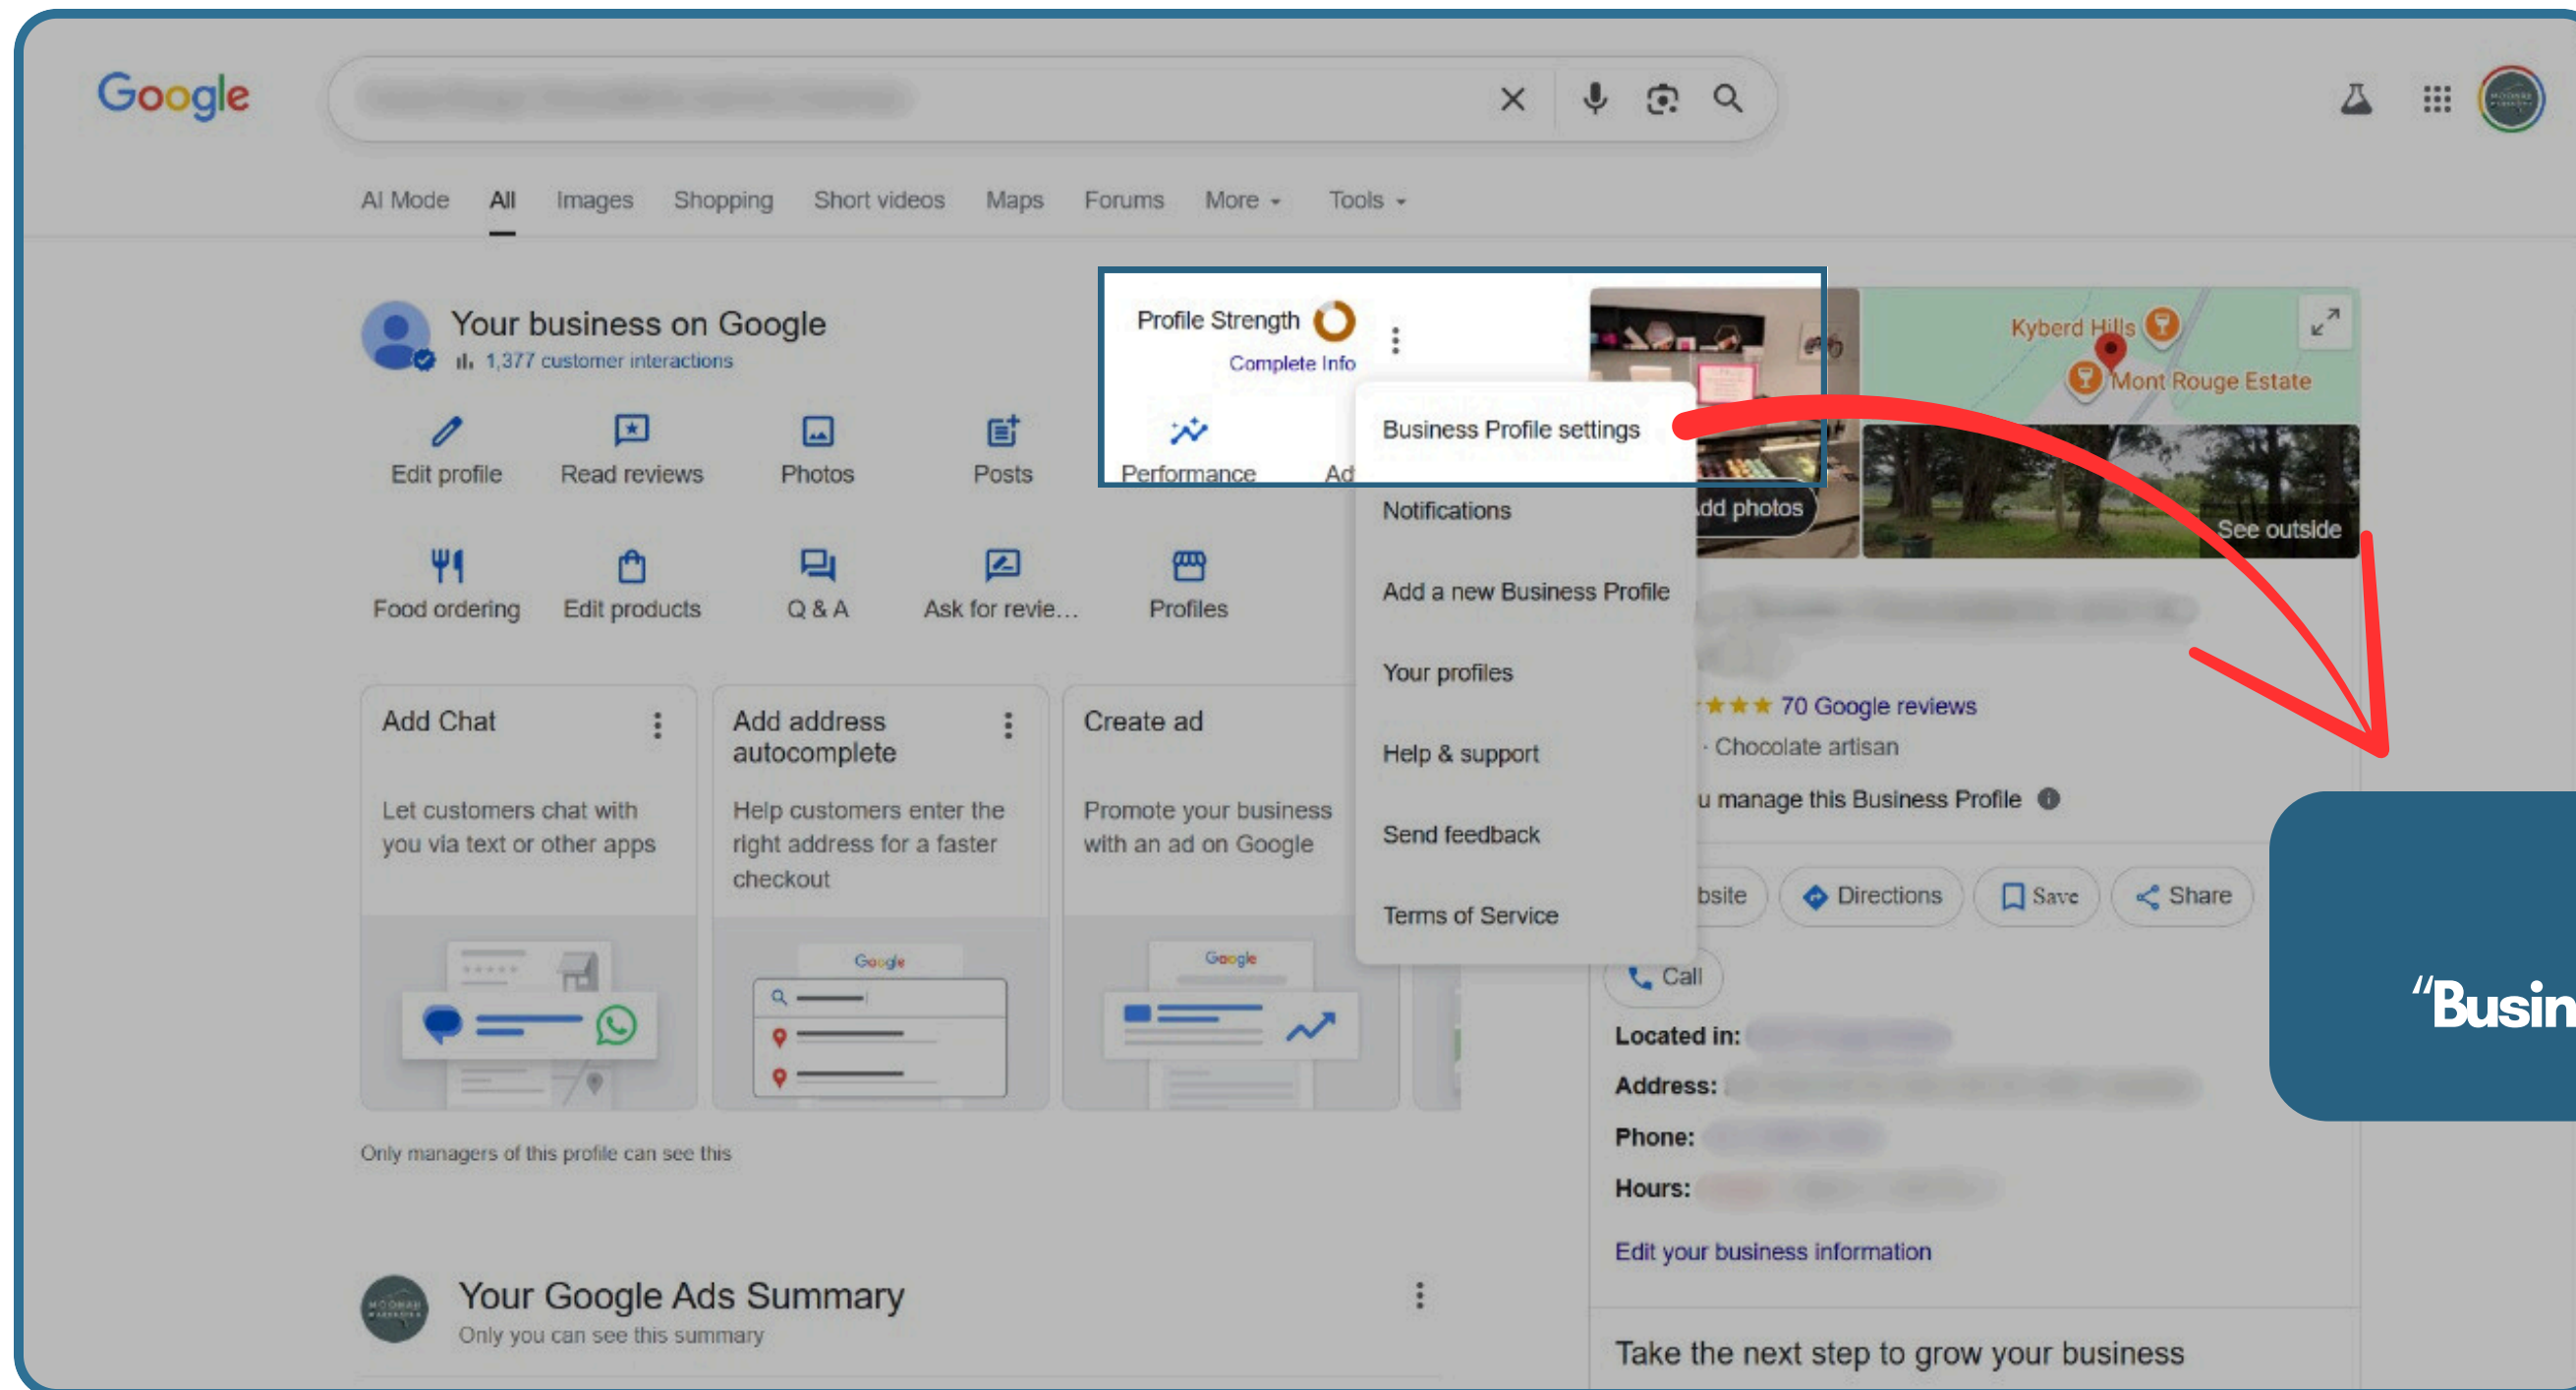 Google
AI Mode All Images Shopping Short videos Maps Forums More Tools
Your business on Google
1,377 customer interactions
Profile Strength
Complete Info
Edit profile Read reviews Photos Posts Performance Ad
Food ordering Edit products Q & A Ask for revie... Profiles
Business Profile settings
Notifications
Add a new Business Profile
Your profiles
Help & support
Send feedback
Terms of Service
Add Chat
Let customers chat with
you via text or other apps
Add address
autocomplete
Help customers enter the
right address for a faster
checkout
Google
Create ad
Promote your business
with an ad on Google
Google
Only managers of this profile can see this
Your Google Ads Summary
Only you can see this summary
Kyberd Hills
Mont Rouge Estate
dd photos
See outside
70 Google reviews
· Chocolate artisan
u manage this Business Profile
bsite Directions Save Share
Call
Located in:
Address:
Phone:
Hours:
Edit your business information
Take the next step to grow your business
“Busin